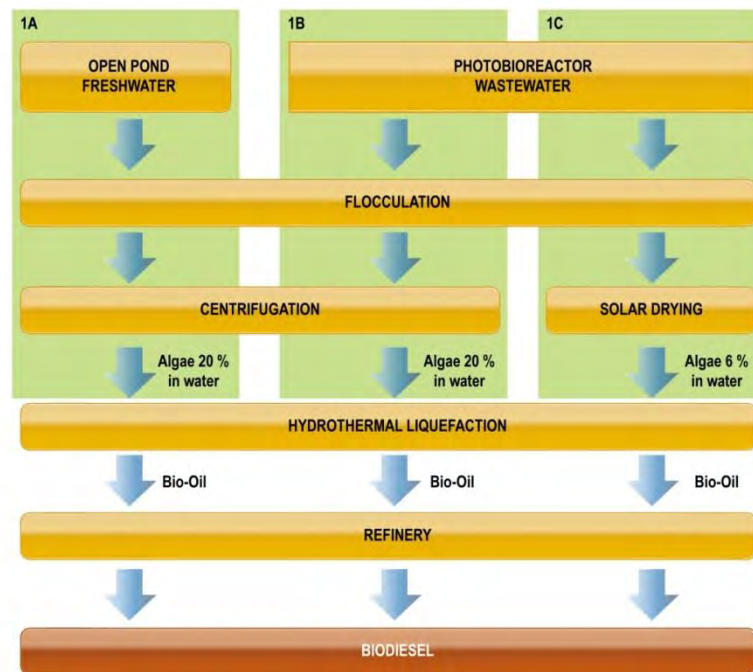 1A
1B
1C
OPEN POND
FRESHWATER
PHOTOBIOREACTOR
WASTEWATER
FLOCCULATION
CENTRIFUGATION
SOLAR DRYING
Algae 20 %
in water
Algae 20 %
in water
Algae 6 %
in water
HYDROTHERMAL LIQUEFACTION
Bio-Oil
Bio-Oil
Bio-Oil
REFINERY
BIODIESEL